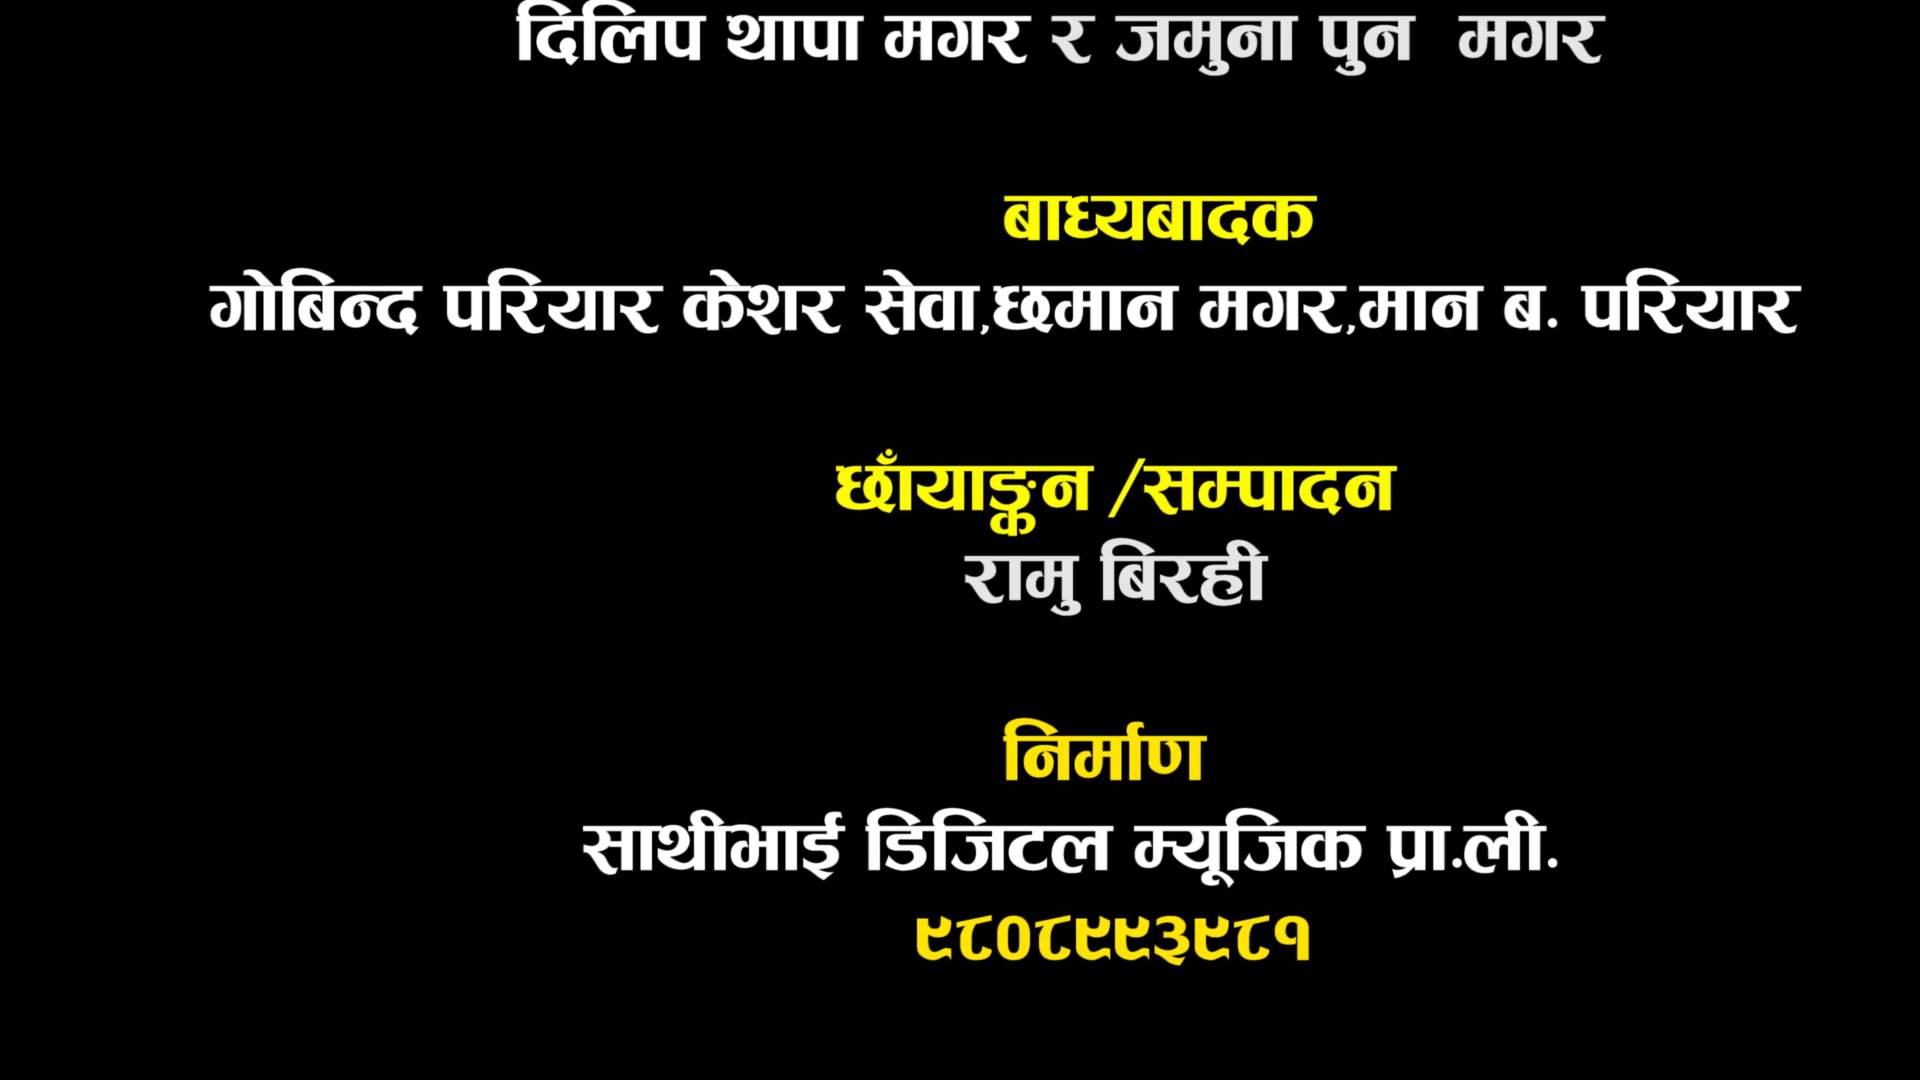 दिलिप थापा मगर र जमुना पुन मगर
बाध्यबादक
गोबिन्द परियार केशर सेवा,छमान मगर,मान ब. परियार
छाँयाङ्कन /सम्पादन
रामु बिरही
निर्माण
साथीभाई डिजिटल म्यूजिक प्रा.ली.
९८०८९९३९८१